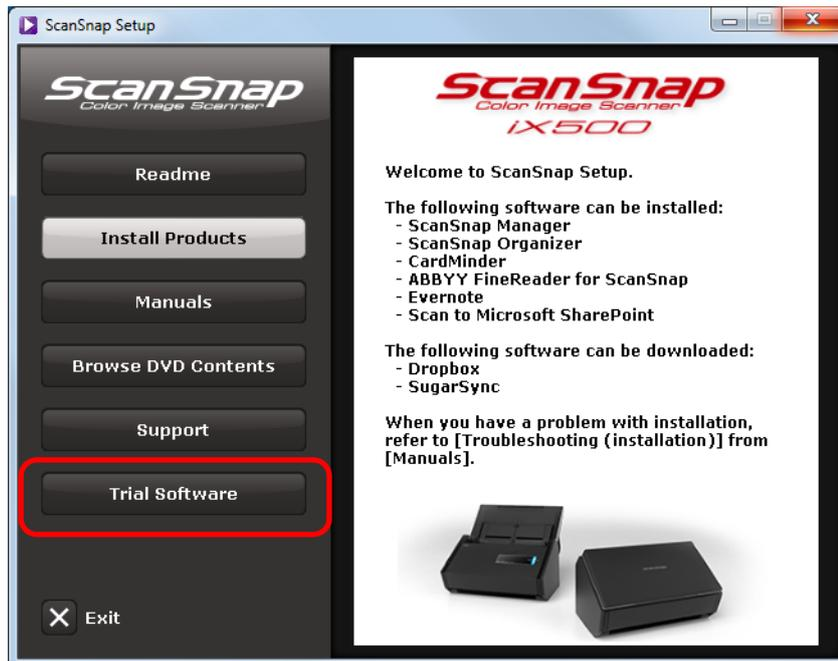 ScanSnap Setup
ScanSnap
Color Image Scanner
Readme
Install Products
Manuals
Browse DVD Contents
Support
Trial Software
Exit
ScanSnap
Color Image Scanner
iX500
Welcome to ScanSnap Setup.
The following software can be installed:
- ScanSnap Manager
- ScanSnap Organizer
- CardMinder
- ABBYY FineReader for ScanSnap
- Evernote
- Scan to Microsoft SharePoint
The following software can be downloaded:
- Dropbox
- SugarSync
When you have a problem with installation,
refer to [Troubleshooting (installation)] from
[Manuals].